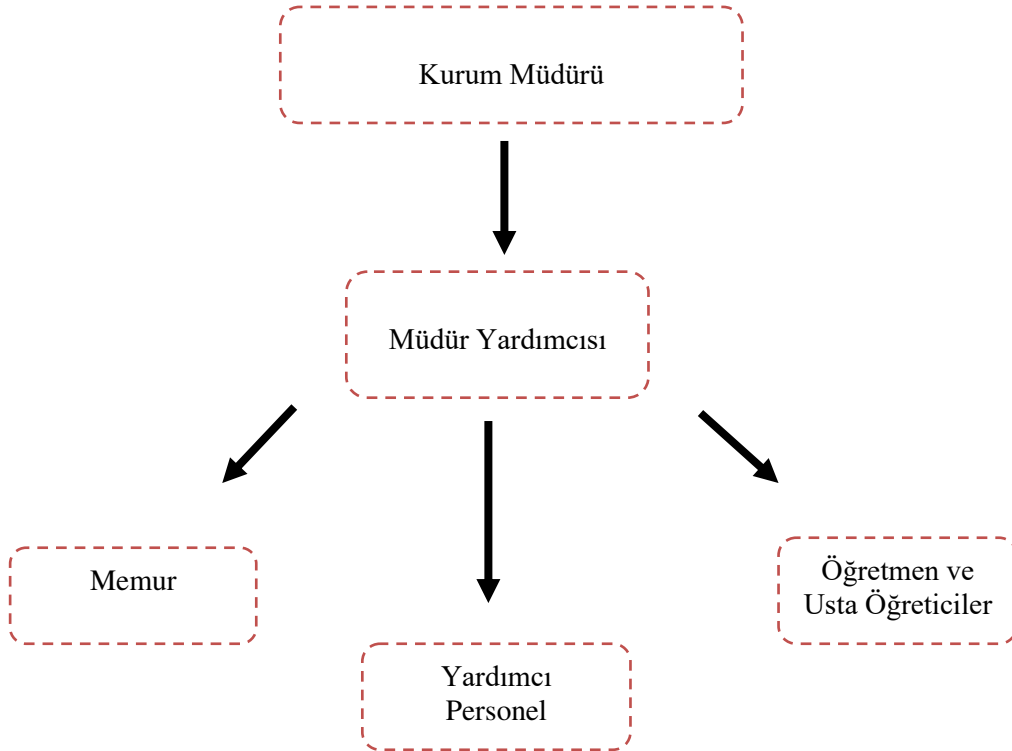 Kurum Müdürü
Müdür Yardımcısı
Memur
Öğretmen ve
Usta Öğreticiler
Yardımcı
Personel